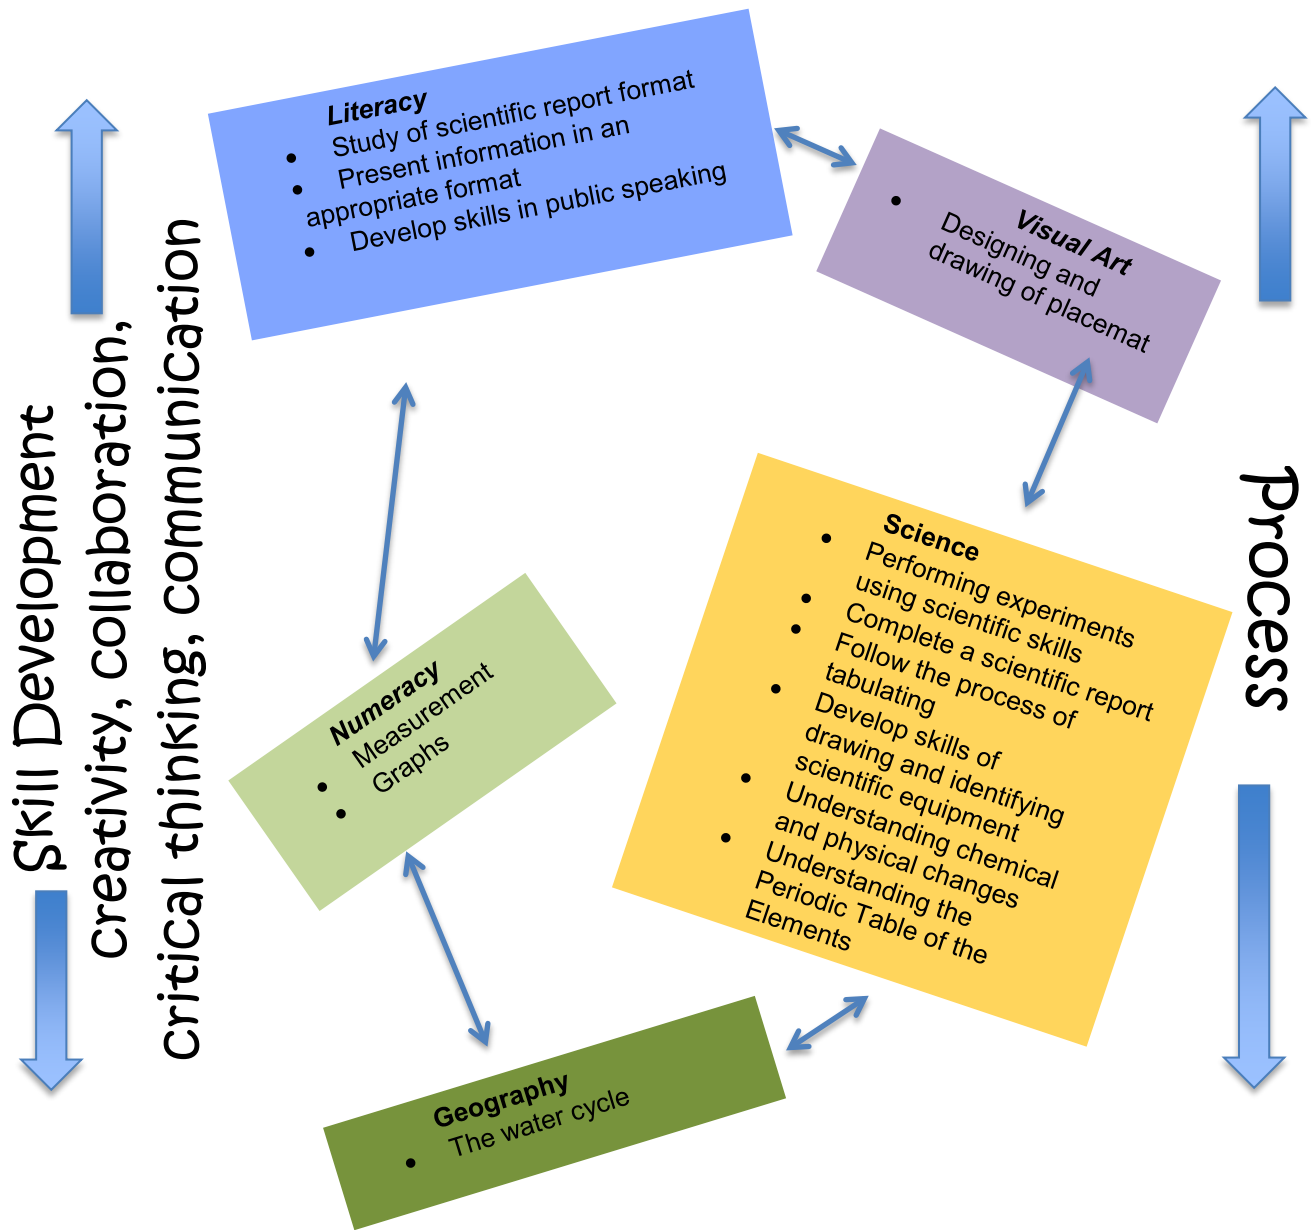 Skill Development
Creativity, collaboration,
Critical thinking, communication
Literacy
• Study of scientific report format
• Present information in an
appropriate format
• Develop skills in public speaking
Visual Art
• Designing and
drawing of placemat
Science
• Performing experiments
using scientific skills
• Complete a scientific report
• Follow the process of
tabulating
• Develop skills of
drawing and identifying
scientific equipment
• Understanding chemical
and physical changes
• Understanding the
Periodic Table of the
Elements
Numeracy
• Measurement
• Graphs
Geography
• The water cycle
Process